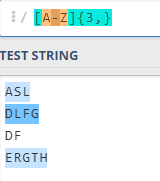 / [A-Z]{3,}
TEST STRING
ASL
DLFG
DF
ERGTH